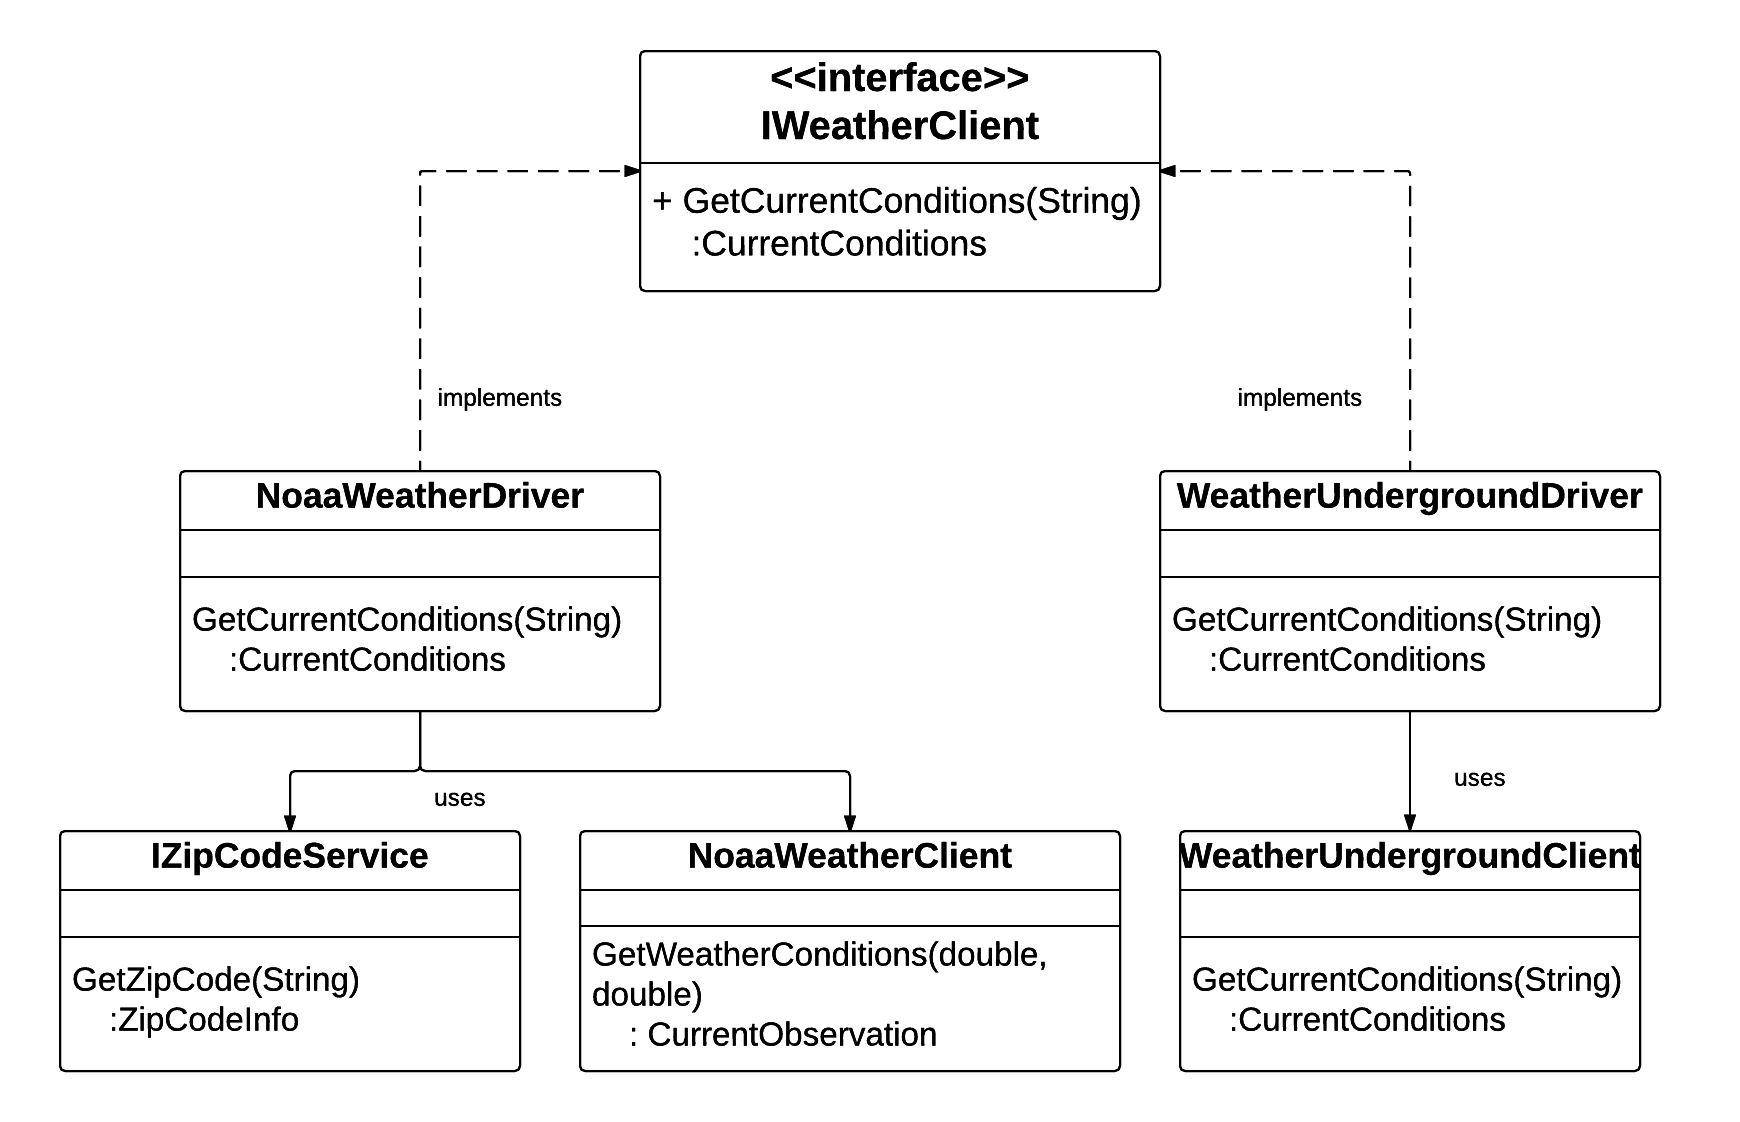 <<interface>>
IWeatherClient
+ GetCurrentConditions(String)
:CurrentConditions
implements
implements
NoaaWeatherDriver
GetCurrentConditions(String)
:CurrentConditions
WeatherUndergroundDriver
GetCurrentConditions(String)
:CurrentConditions
uses
uses
IZipCodeService
GetZipCode(String)
:ZipCodeInfo
NoaaWeatherClient
GetWeatherConditions(double,
double)
: CurrentObservation
WeatherUndergroundClient
GetCurrentConditions(String)
:CurrentConditions